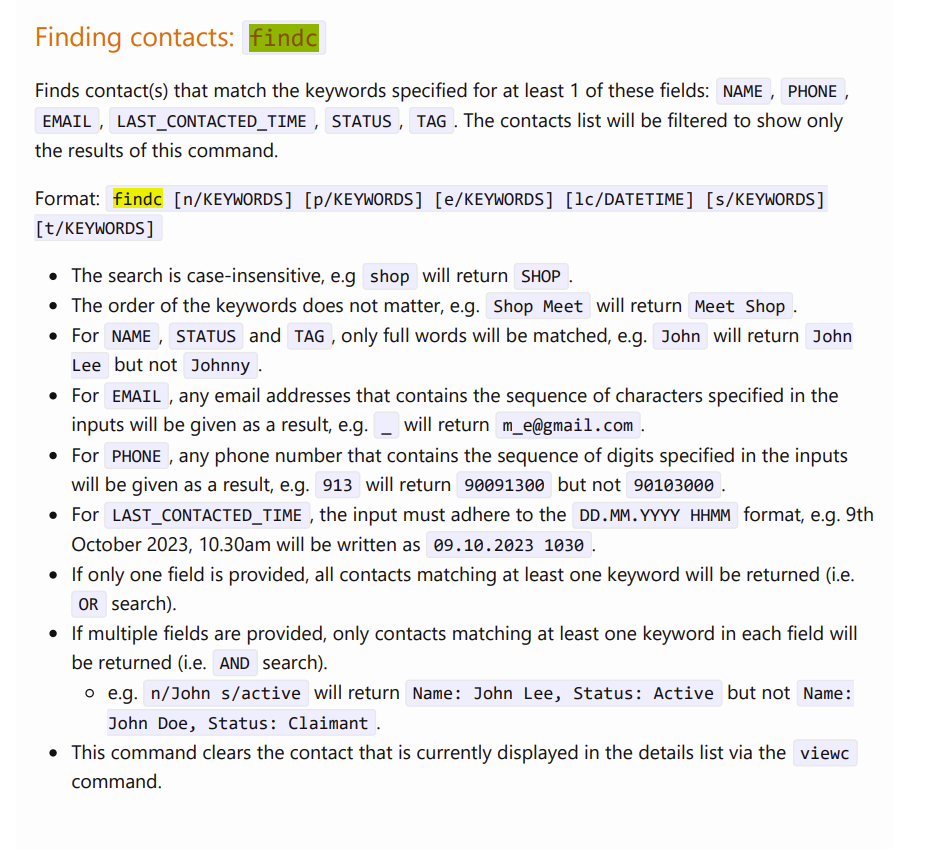 Finding contacts: findc
Finds contact(s) that match the keywords specified for at least 1 of these fields: NAME , PHONE ,
EMAIL , LAST_CONTACTED_TIME , STATUS , TAG . The contacts list will be filtered to show only
the results of this command.
Format: findc [n/KEYWORDS] [p/KEYWORDS] [e/KEYWORDS] [lc/DATETIME] [s/KEYWORDS]
[t/KEYWORDS]
• The search is case-insensitive, e.g shop will return SHOP .
• The order of the keywords does not matter, e.g. Shop Meet will return Meet Shop .
• For NAME , STATUS and TAG , only full words will be matched, e.g. John will return John
Lee but not Johnny .
• For EMAIL , any email addresses that contains the sequence of characters specified in the
inputs will be given as a result, e.g. _ will return m_e@gmail.com .
• For PHONE , any phone number that contains the sequence of digits specified in the inputs
will be given as a result, e.g. 913 will return 90091300 but not 90103000 .
• For LAST_CONTACTED_TIME , the input must adhere to the DD.MM.YYYY HHMM format, e.g. 9th
October 2023, 10.30am will be written as 09.10.2023 1030 .
• If only one field is provided, all contacts matching at least one keyword will be returned (i.e.
OR search).
• If multiple fields are provided, only contacts matching at least one keyword in each field will
be returned (i.e. AND search).
○ e.g. n/John s/active will return Name: John Lee, Status: Active but not Name:
John Doe, Status: Claimant .
• This command clears the contact that is currently displayed in the details list via the viewc
command.